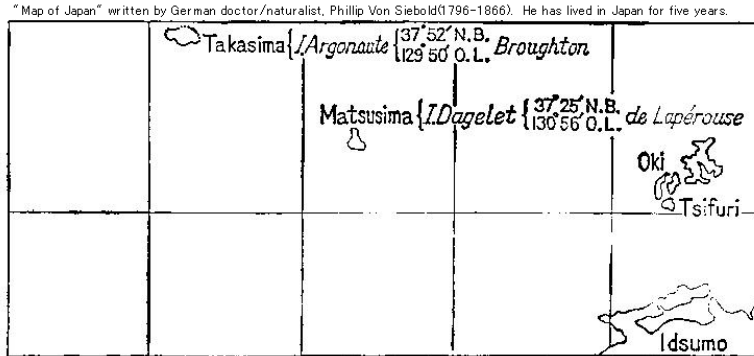 "Map of Japan" written by German doctor/naturalist, Phillip Von Siebold(1796-1866). He has lived in Japan for five years.
Takasima { I.Argonaute { 37°52' N.B. Broughton
129°50' O.L.
Matsusima { I.Dagelet { 37°25' N.B. de Lapérouse
130°56' O.L.
Oki
Tsifuri
Idsumo